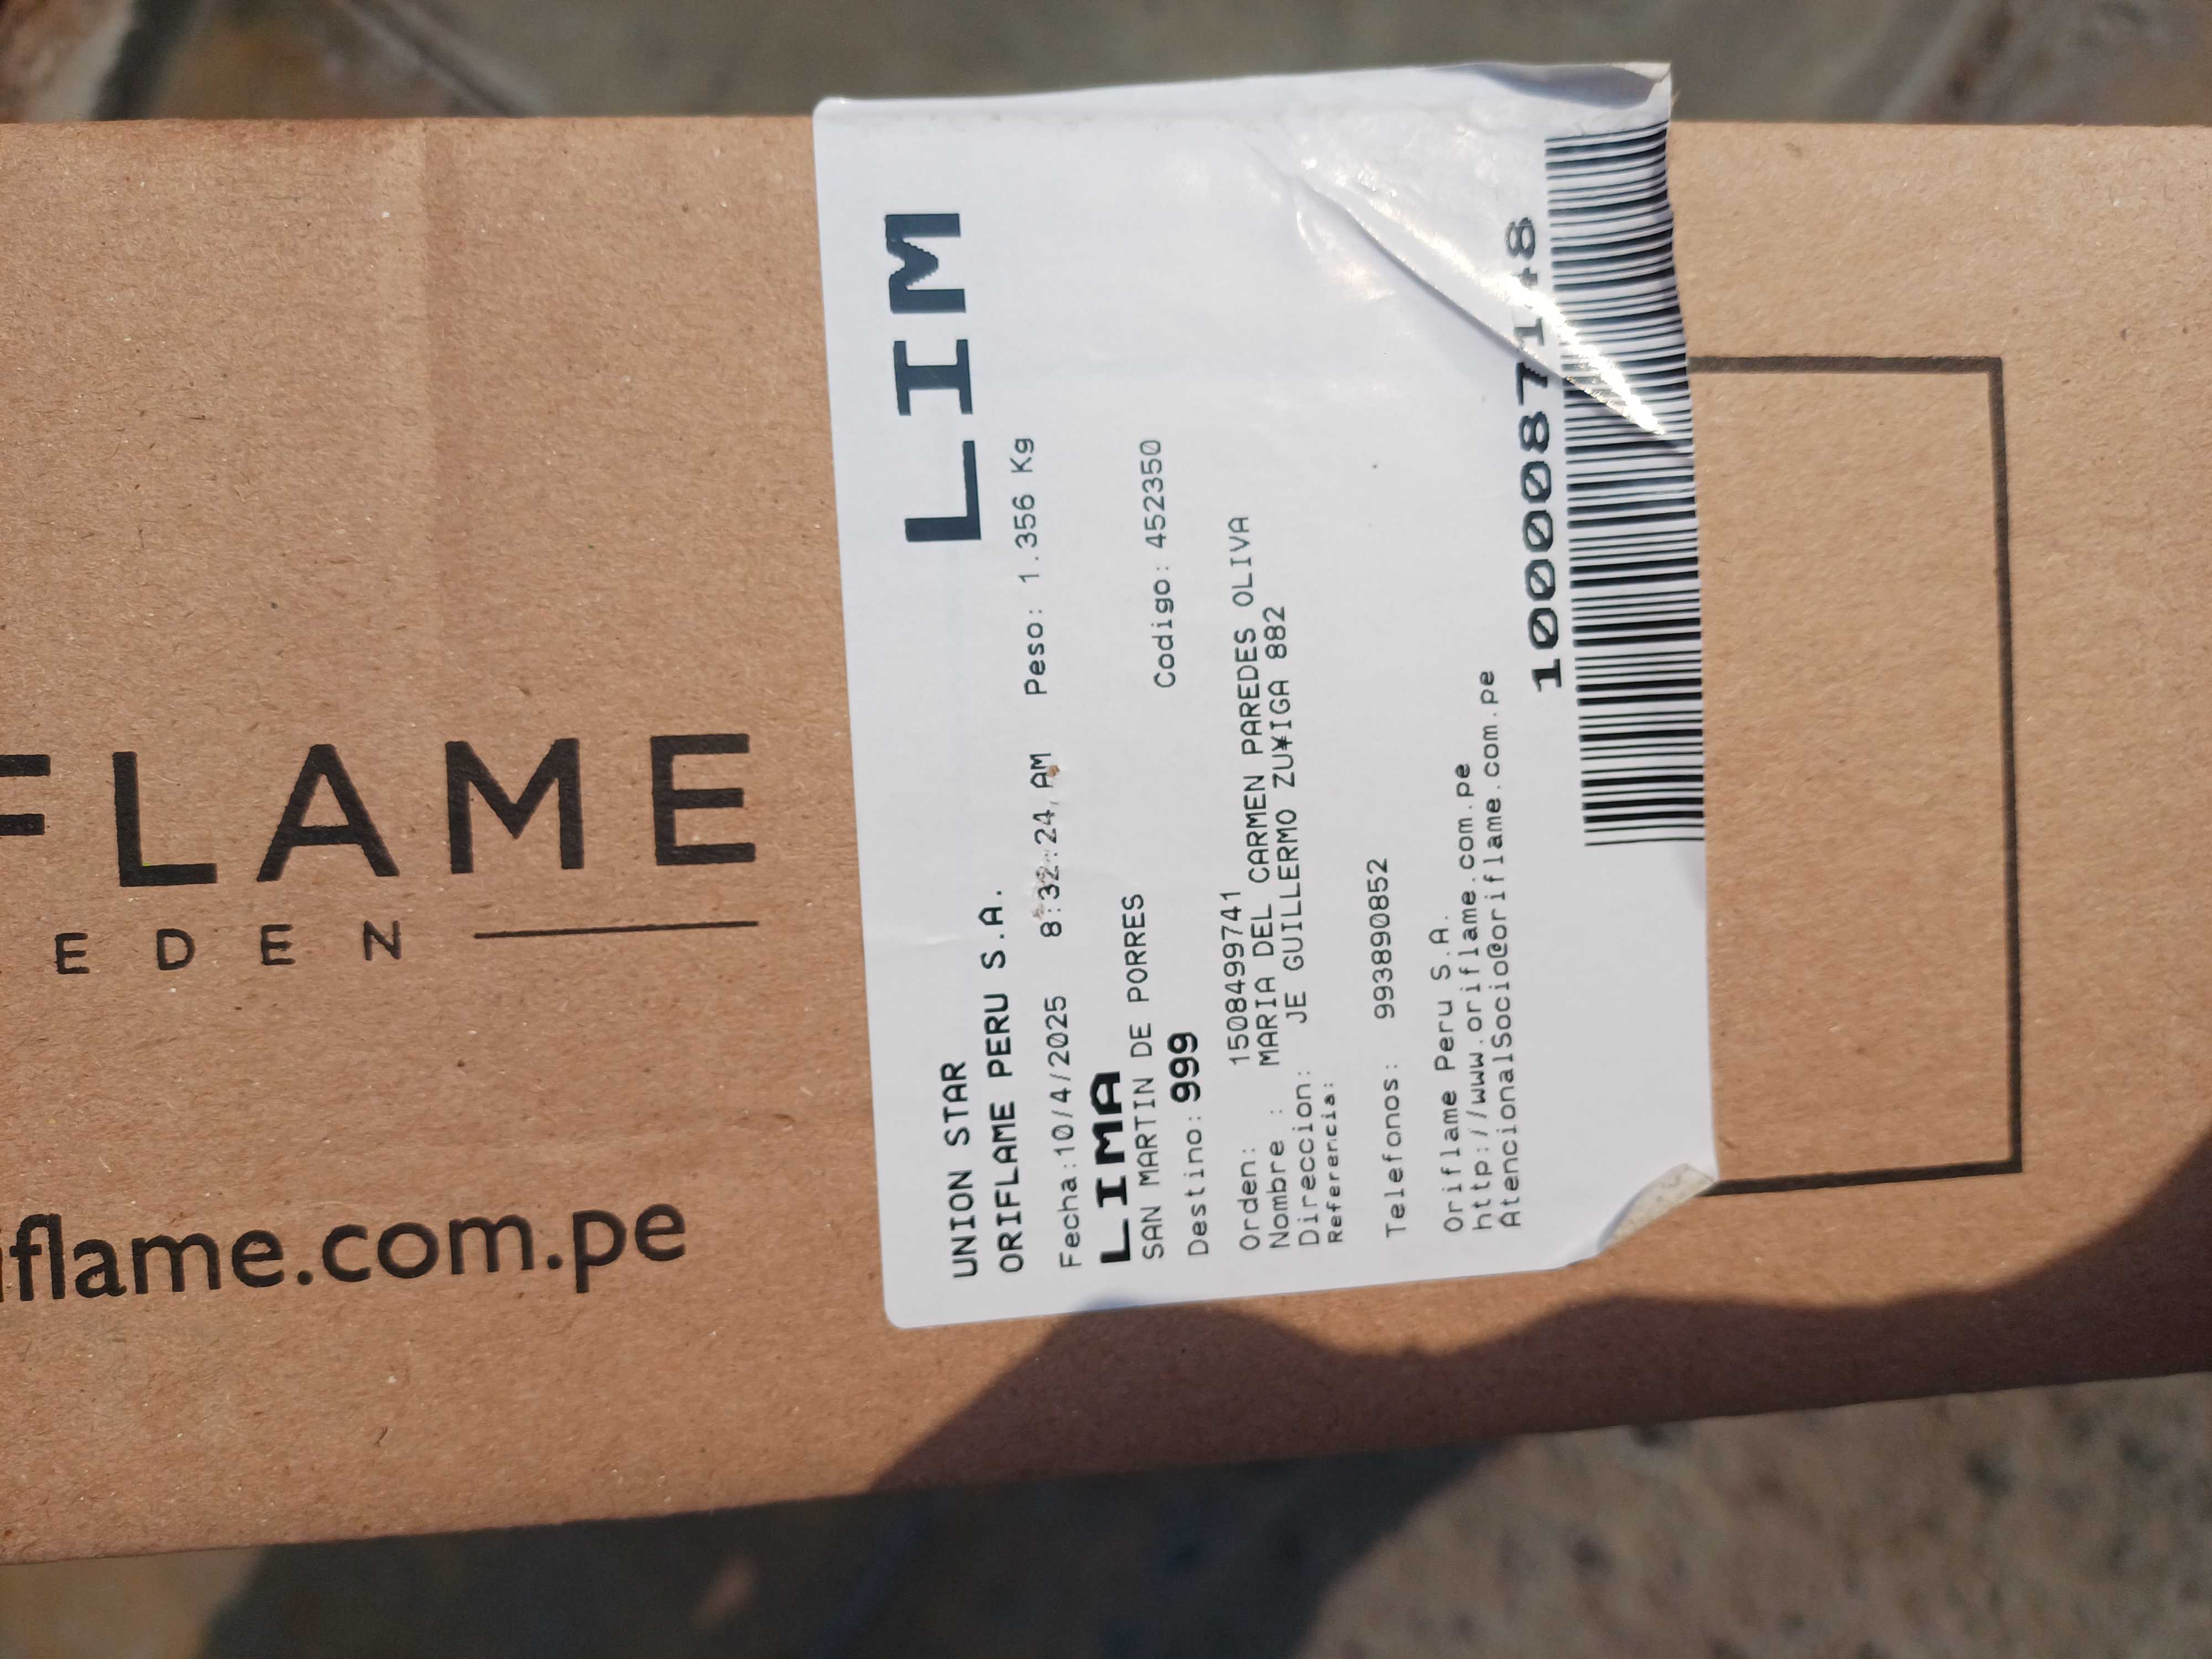 FLAME
EDEN
iflame.com.pe
LIM
UNION STAR
ORIFLAME PERU S.A.
Fecha:10/4/2025 8:32:24 AM Peso: 1.356 Kg
LIMA
SAN MARTIN DE PORRES Codigo: 452350
Destino: 999
Orden: 1508499741
Nombre : MARIA DEL CARMEN PAREDES OLIVA
Direccion: JE GUILLERMO ZU¥IGA 882
Referencia:
Telefonos: 993890852
Oriflame Peru S.A.
http://www.oriflame.com.pe
AtencionalSocio@oriflame.com.pe
1000087148